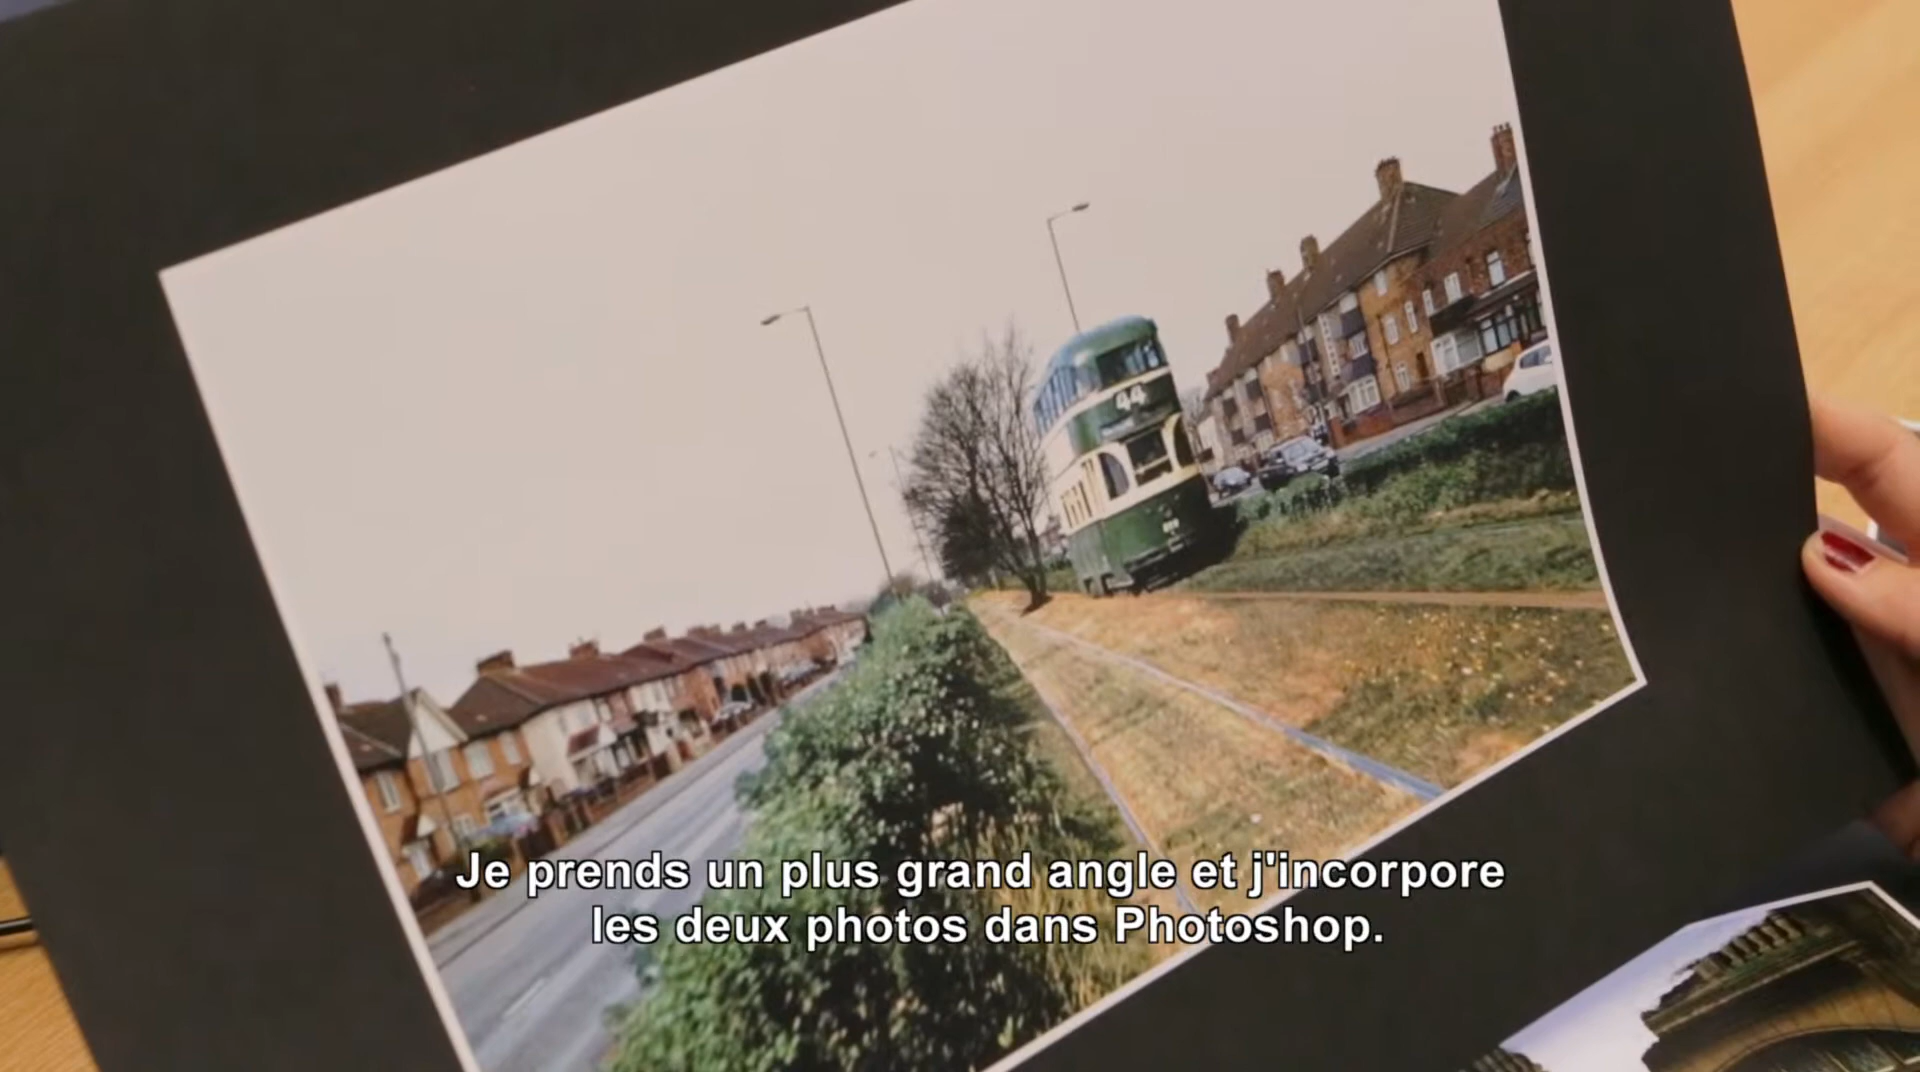 44
Je prends un plus grand angle et j'incorpore
les deux photos dans Photoshop.